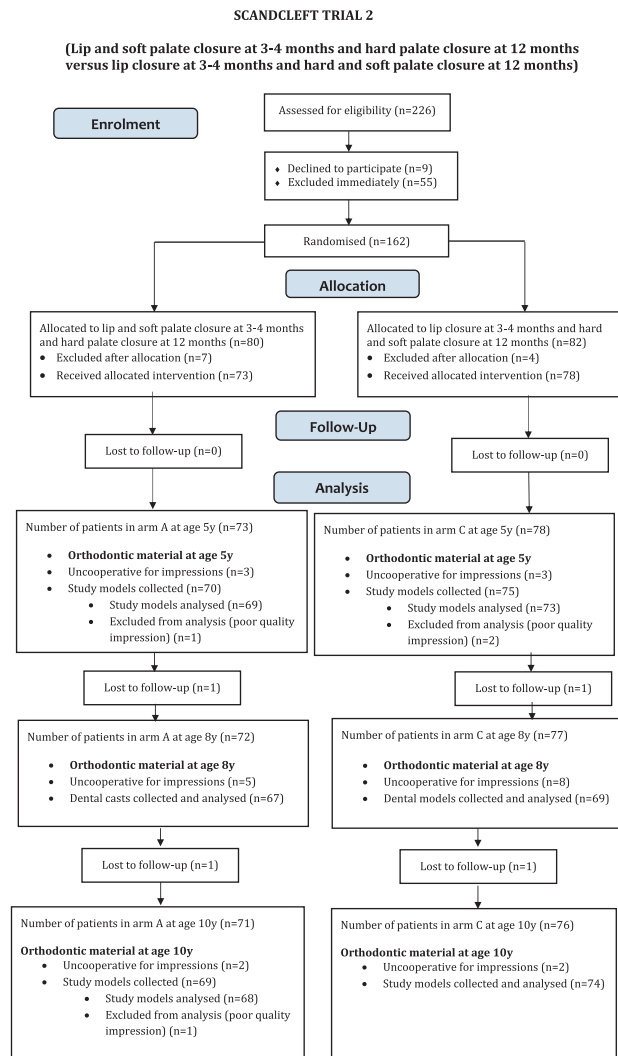 SCANDCLEFT TRIAL 2
(Lip and soft palate closure at 3-4 months and hard palate closure at 12 months
versus lip closure at 3-4 months and hard and soft palate closure at 12 months)
Enrolment
Assessed for eligibility (n=226)
♦ Declined to participate (n=9)
♦ Excluded immediately (n=55)
Randomised (n=162)
Allocation
Allocated to lip and soft palate closure at 3-4 months
and hard palate closure at 12 months (n=80)
• Excluded after allocation (n=7)
• Received allocated intervention (n=73)
Allocated to lip closure at 3-4 months and hard
and soft palate closure at 12 months (n=82)
• Excluded after allocation (n=4)
• Received allocated intervention (n=78)
Follow-Up
Lost to follow-up (n=0)
Lost to follow-up (n=0)
Analysis
Number of patients in arm A at age 5y (n=73)
• Orthodontic material at age 5y
• Uncooperative for impressions (n=3)
• Study models collected (n=70)
• Study models analysed (n=69)
• Excluded from analysis (poor quality
impression) (n=1)
Number of patients in arm C at age 5y (n=78)
• Orthodontic material at age 5y
• Uncooperative for impressions (n=3)
• Study models collected (n=75)
• Study models analysed (n=73)
• Excluded from analysis (poor quality
impression) (n=2)
Lost to follow-up (n=1)
Lost to follow-up (n=1)
Number of patients in arm A at age 8y (n=72)
• Orthodontic material at age 8y
• Uncooperative for impressions (n=5)
• Dental casts collected and analysed (n=67)
Number of patients in arm C at age 8y (n=77)
• Orthodontic material at age 8y
• Uncooperative for impressions (n=8)
• Dental models collected and analysed (n=69)
Lost to follow-up (n=1)
Lost to follow-up (n=1)
Number of patients in arm A at age 10y (n=71)
Orthodontic material at age 10y
• Uncooperative for impressions (n=2)
• Study models collected (n=69)
• Study models analysed (n=68)
• Excluded from analysis (poor quality
impression) (n=1)
Number of patients in arm C at age 10y (n=76)
Orthodontic material at age 10y
• Uncooperative for impressions (n=2)
• Study models collected and analysed (n=74)